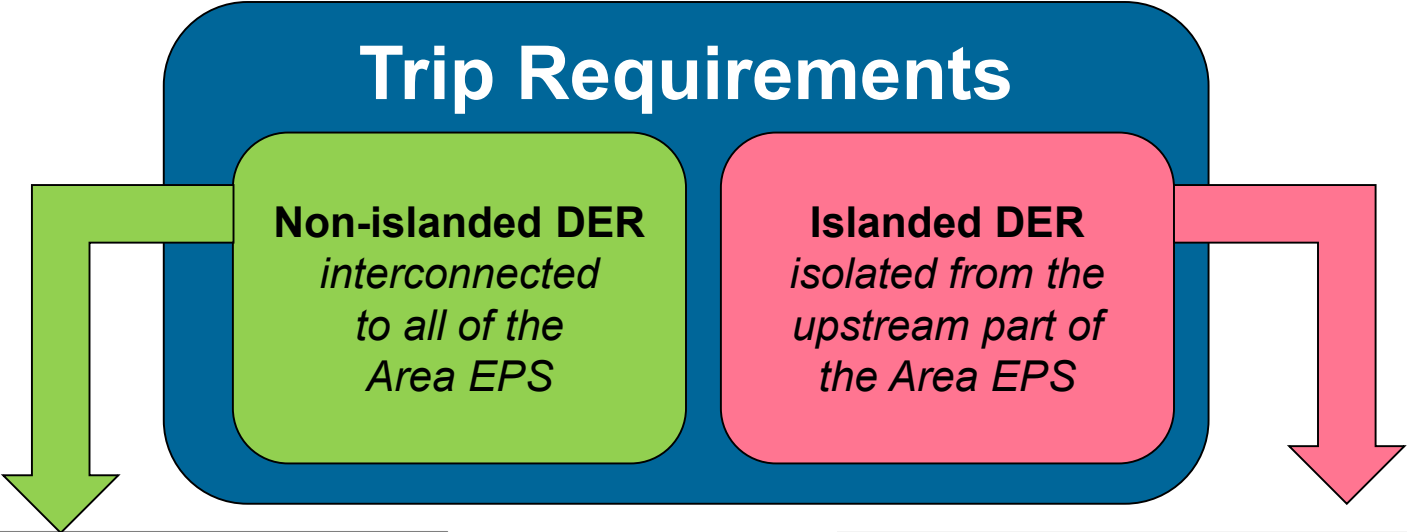 Trip Requirements
Non-islanded DER
interconnected
to all of the
Area EPS
Islanded DER
isolated from the
upstream part of
the Area EPS